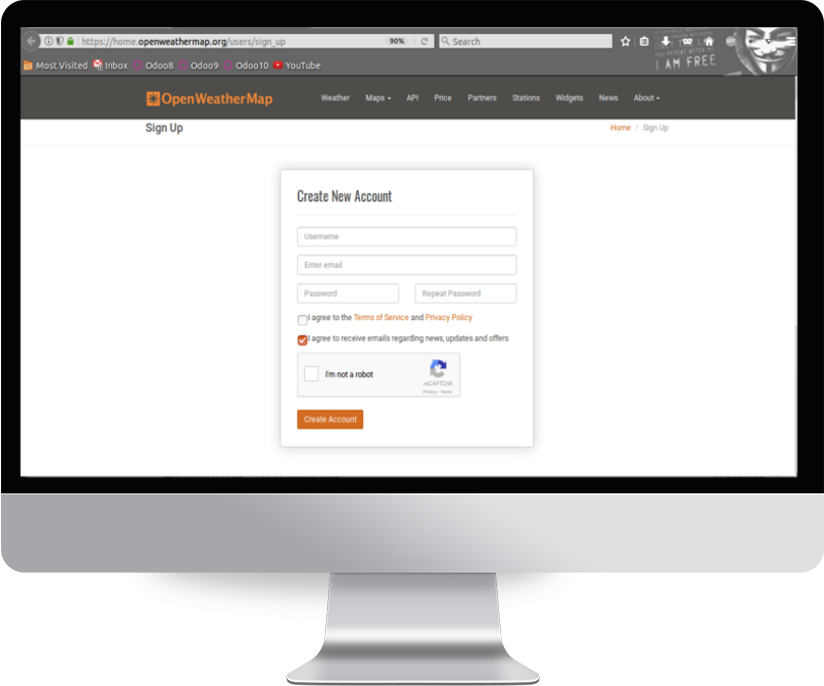 https://home.openweathermap.org/users/sign_up 90% Search
Most Visited Inbox Odoo8 Odoo9 Odoo10 YouTube
I AM FREE
OpenWeatherMap Weather Maps API Price Partners Stations Widgets News About
Sign Up Home / Sign Up
Create New Account
Username
Enter email
Password Repeat Password
I agree to the Terms of Service and Privacy Policy
I agree to receive emails regarding news, updates and offers
I'm not a robot
reCAPTCHA
Privacy - Terms
Create Account